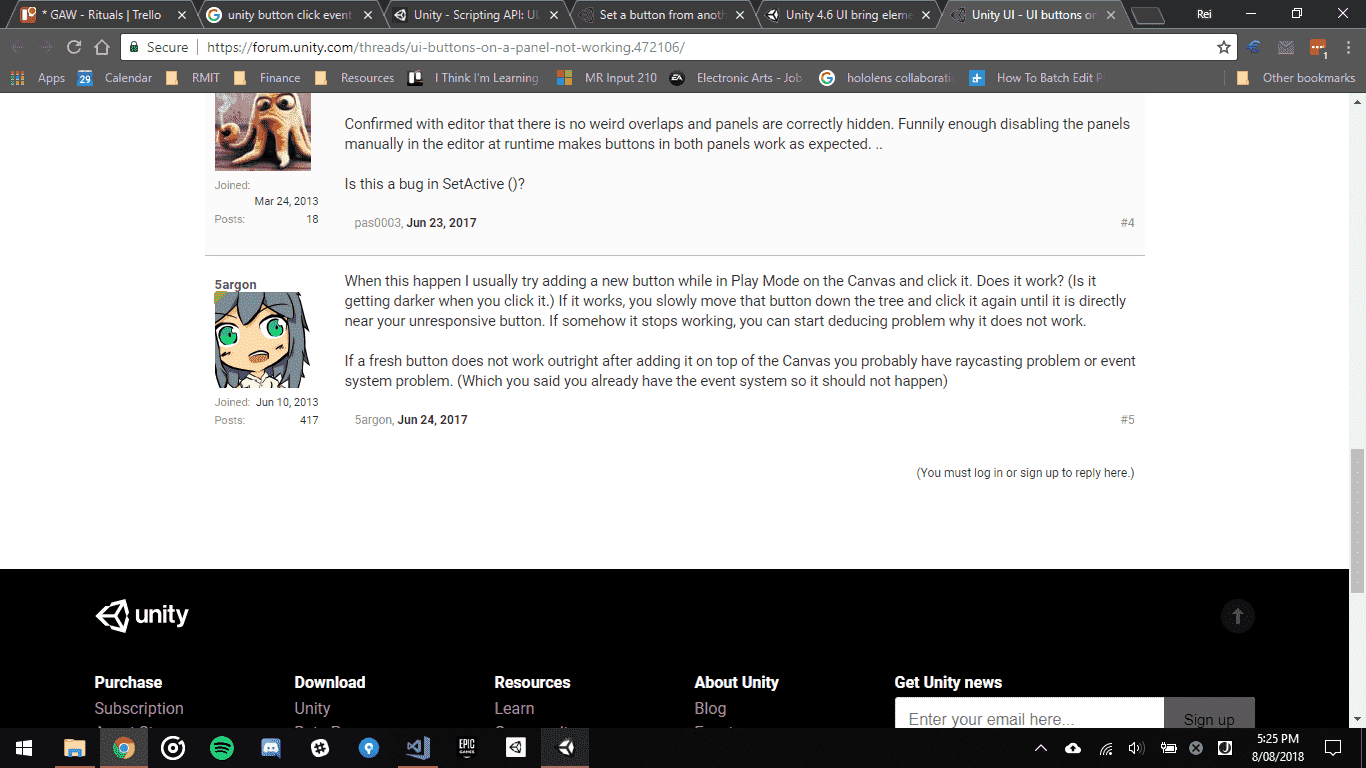 * GAW - Rituals | Trello
unity button click event
Unity - Scripting API: UI.
Set a button from anoth
Unity 4.6 UI bring eleme
Unity UI - UI buttons or
Rei
Secure
https://forum.unity.com/threads/ui-buttons-on-a-panel-not-working.472106/
1
Apps
29
Calendar
RMIT
Finance
Resources
I Think I'm Learning
MR Input 210
EA
Electronic Arts - Job
hololens collaborati
How To Batch Edit P
Other bookmarks
Confirmed with editor that there is no weird overlaps and panels are correctly hidden. Funnily enough disabling the panels
manually in the editor at runtime makes buttons in both panels work as expected. ..
Is this a bug in SetActive ()?
Joined:
Mar 24, 2013
Posts: 18
pas0003, Jun 23, 2017
#4
5argon
When this happen I usually try adding a new button while in Play Mode on the Canvas and click it. Does it work? (Is it
getting darker when you click it.) If it works, you slowly move that button down the tree and click it again until it is directly
near your unresponsive button. If somehow it stops working, you can start deducing problem why it does not work.
If a fresh button does not work outright after adding it on top of the Canvas you probably have raycasting problem or event
system problem. (Which you said you already have the event system so it should not happen)
Joined: Jun 10, 2013
Posts: 417
5argon, Jun 24, 2017
#5
(You must log in or sign up to reply here.)
unity
Purchase
Download
Resources
About Unity
Get Unity news
Subscription
Unity
Learn
Blog
Enter your email here...
Sign up
EPIC
GAMES
5:25 PM
8/08/2018